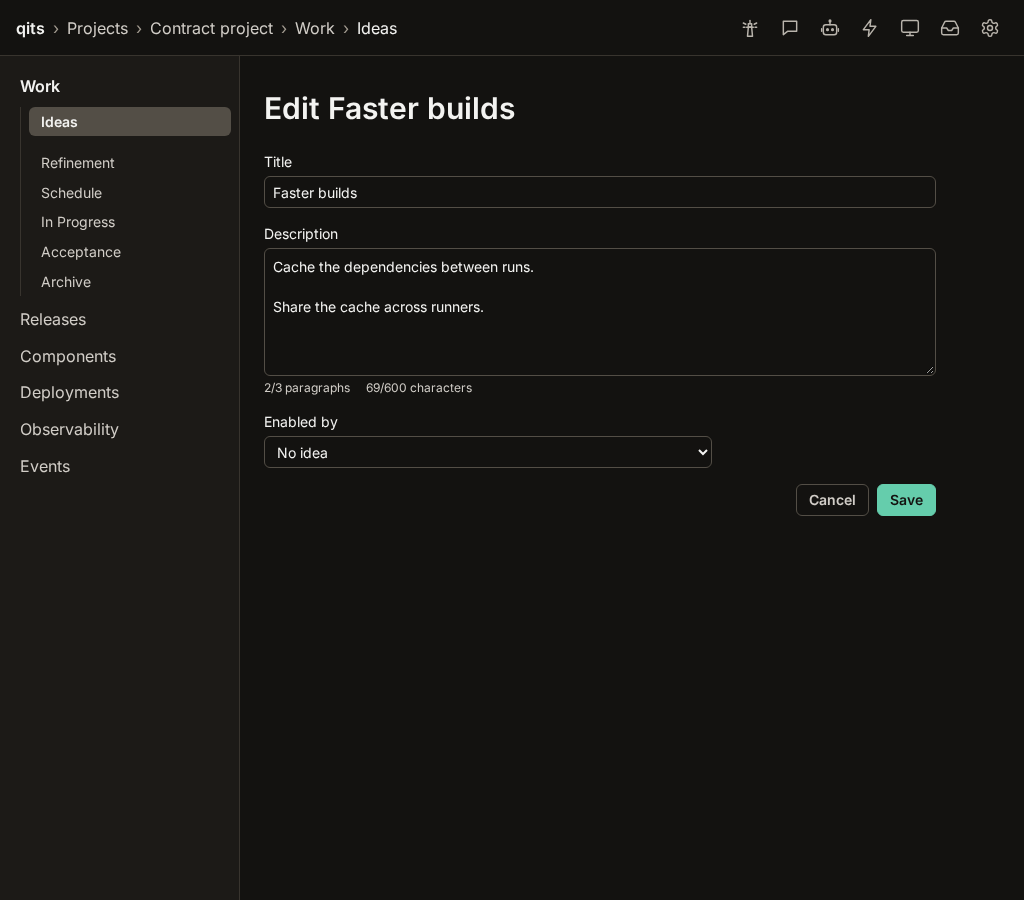 qits › Projects › Contract project › Work › Ideas
Work
Ideas
Refinement
Schedule
In Progress
Acceptance
Archive
Releases
Components
Deployments
Observability
Events
Edit Faster builds
Title
Faster builds
Description
Cache the dependencies between runs.
Share the cache across runners.
2/3 paragraphs 69/600 characters
Enabled by
No idea
Cancel Save